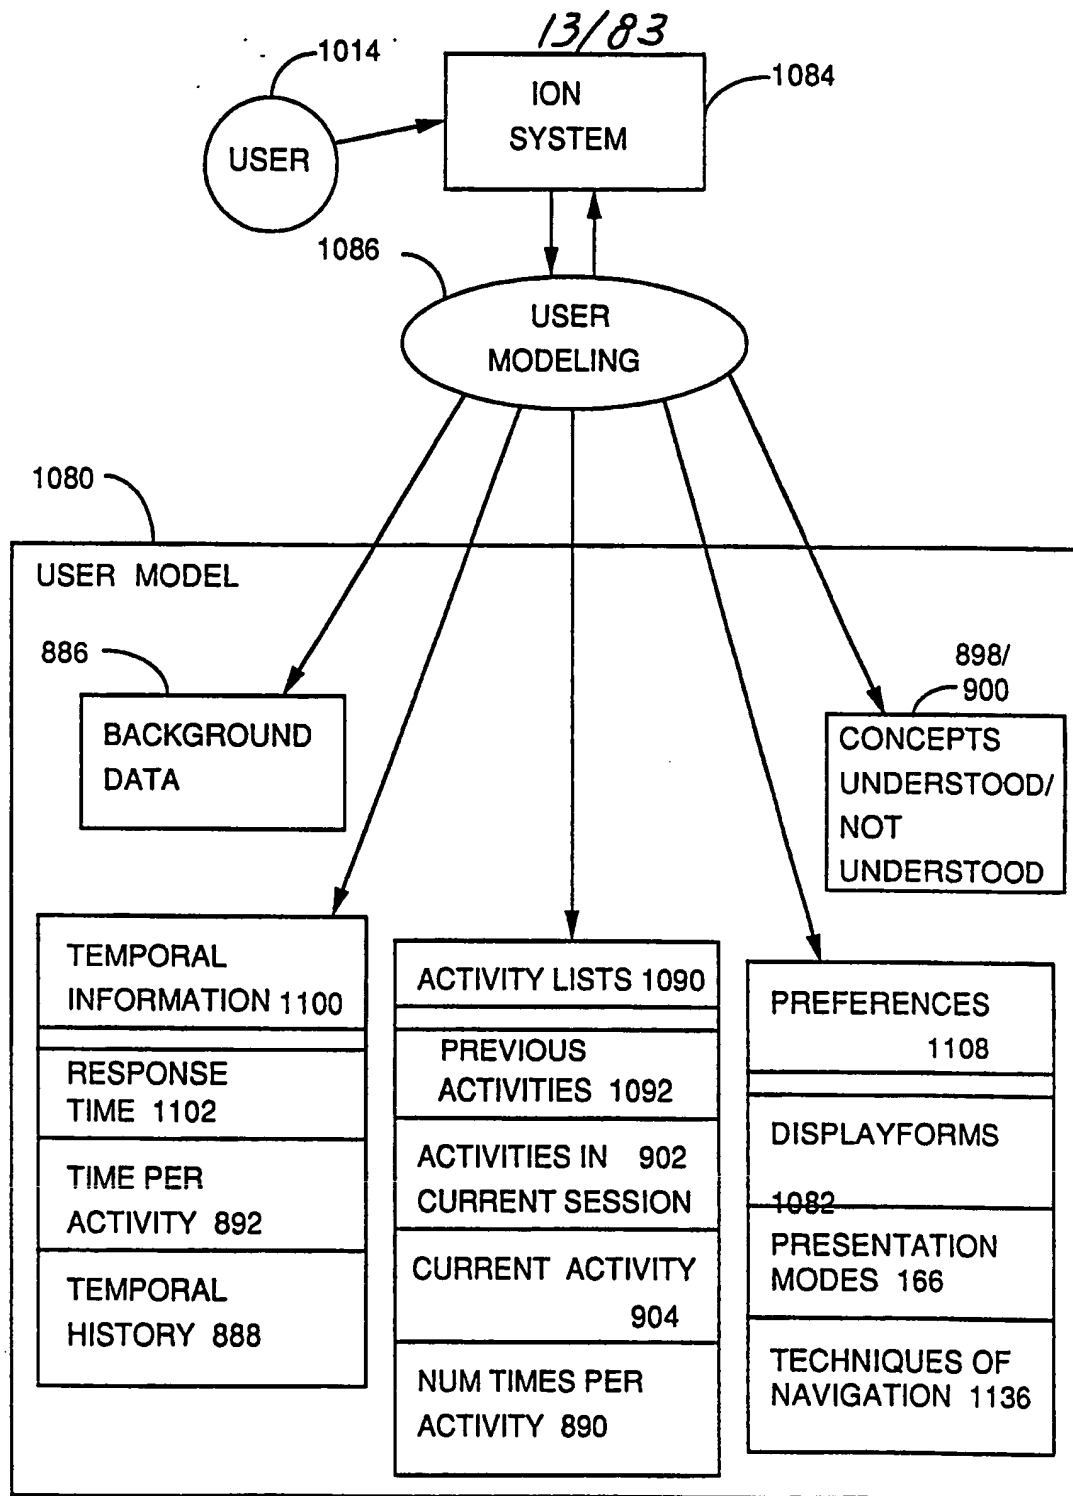 13/83
1014
ION
SYSTEM
1084
USER
1086
USER
MODELING
1080
USER MODEL
886
BACKGROUND
DATA
898/
900
CONCEPTS
UNDERSTOOD/
NOT
UNDERSTOOD
TEMPORAL
INFORMATION 1100
RESPONSE
TIME 1102
TIME PER
ACTIVITY 892
TEMPORAL
HISTORY 888
ACTIVITY LISTS 1090
PREVIOUS
ACTIVITIES 1092
ACTIVITIES IN 902
CURRENT SESSION
CURRENT ACTIVITY
904
NUM TIMES PER
ACTIVITY 890
PREFERENCES
1108
DISPLAYFORMS
1082
PRESENTATION
MODES 166
TECHNIQUES OF
NAVIGATION 1136